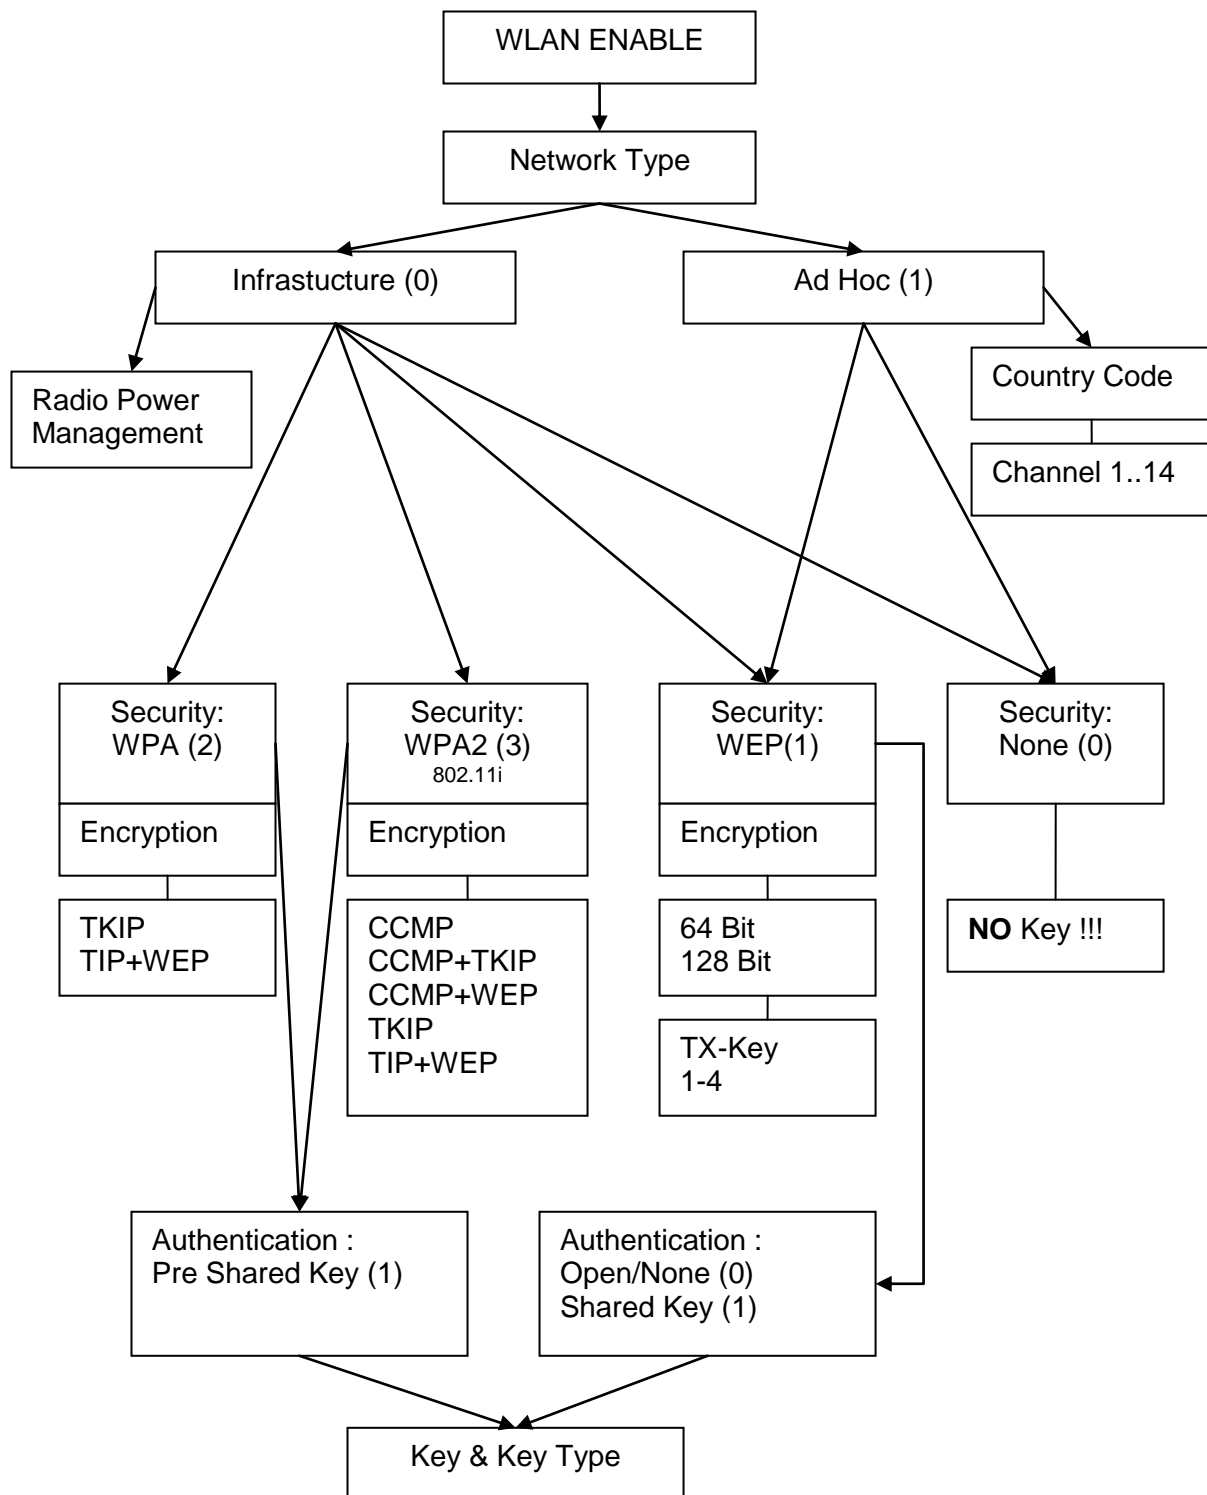 WLAN ENABLE
Network Type
Infrastucture (0)
Ad Hoc (1)
Radio Power
Management
Country Code
Channel 1..14
Security:
WPA (2)
Encryption
TKIP
TIP+WEP
Security:
WPA2 (3)
802.11i
Encryption
CCMP
CCMP+TKIP
CCMP+WEP
TKIP
TIP+WEP
Security:
WEP(1)
Encryption
64 Bit
128 Bit
TX-Key
1-4
Security:
None (0)
NO Key !!!
Authentication :
Pre Shared Key (1)
Authentication :
Open/None (0)
Shared Key (1)
Key & Key Type